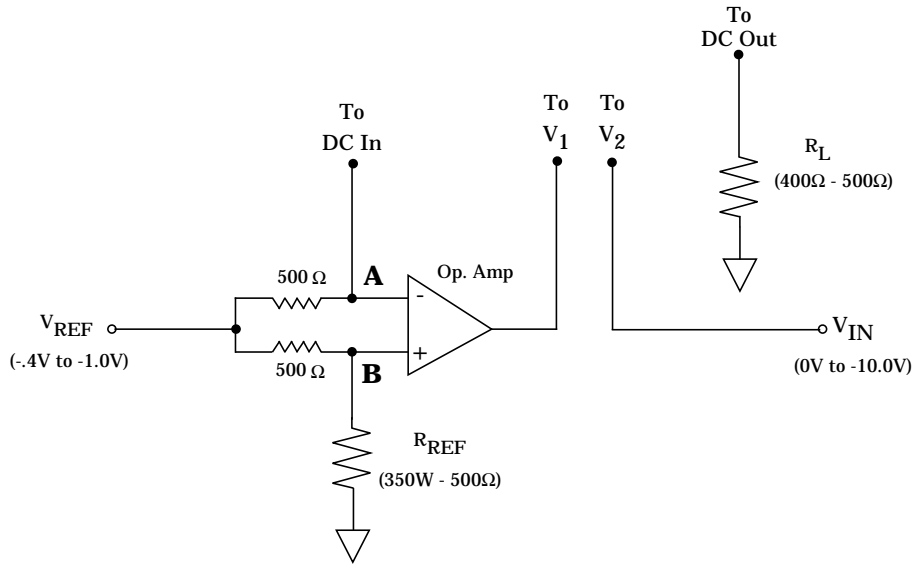 To
DC Out
To
DC In
To
V1
To
V2
RL
(400Ω - 500Ω)
500 Ω
A
Op. Amp
-
VREF
(-.4V to -1.0V)
+
500 Ω
B
VIN
(0V to -10.0V)
RREF
(350W - 500Ω)